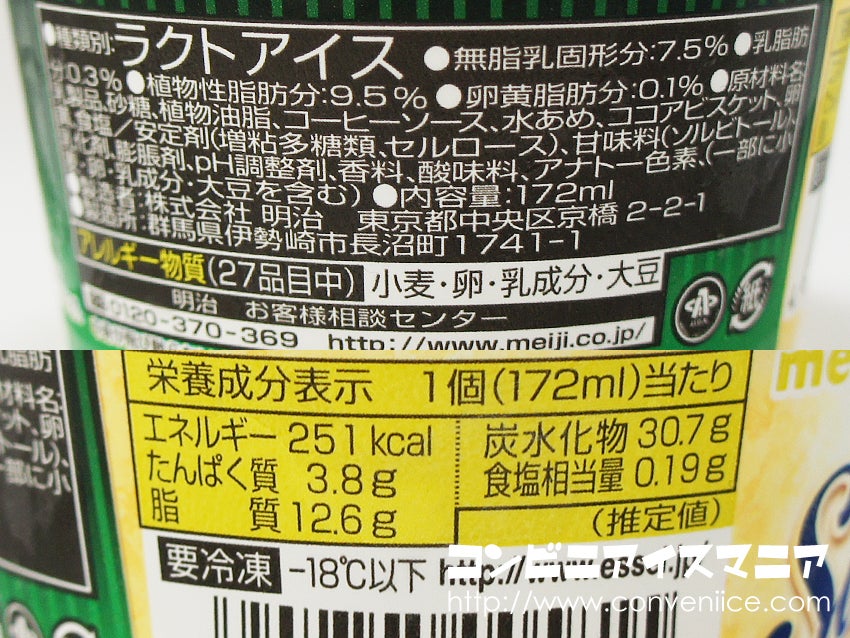 ●種類別:ラクトアイス ●無脂乳固形分:7.5% ●乳脂肪
分:0.3% ●植物性脂肪分:9.5% ●卵黄脂肪分:0.1% ●原材料名:
乳製品、砂糖、植物油脂、コーヒーソース、水あめ、ココアビスケット、卵
、食塩/安定剤(増粘多糖類、セルロース)、甘味料(ソルビトール)、
乳化剤、膨脹剤、pH調整剤、香料、酸味料、アナトー色素、(一部に小
・卵・乳成分・大豆を含む) ●内容量:172ml
●製造者:株式会社 明治 東京都中央区京橋2-2-1
●製造所:群馬県伊勢崎市長沼町1741-1
アレルギー物質(27品目中) 小麦・卵・乳成分・大豆
明治 お客様相談センター
0120-370-369 http://www.meiji.co.jp/
紙
栄養成分表示 1個(172ml)当たり
エネルギー 251kcal
たんぱく質 3.8g
脂質 12.6g
炭水化物 30.7g
食塩相当量 0.19g
(推定値)
要冷凍 -18℃以下
コンビニアイスマニア
http://www.conveniice.com/